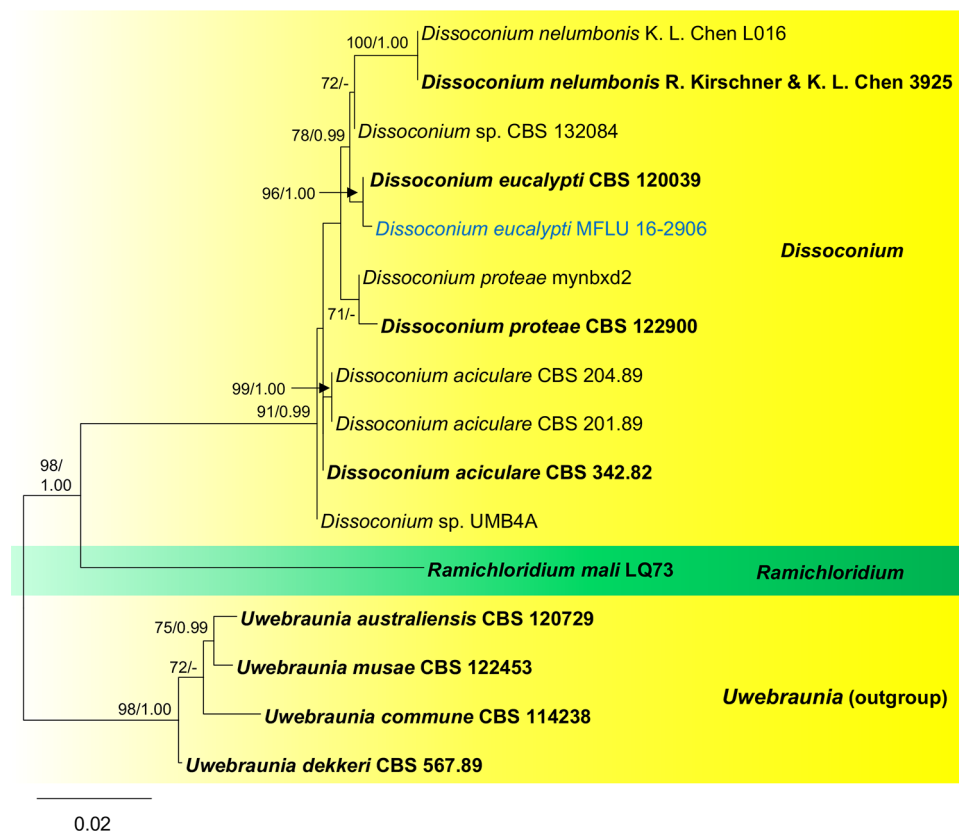 Dissoconium nelumbonis K. L. Chen L016
100/1.00
Dissoconium nelumbonis R. Kirschner & K. L. Chen 3925
72/-
Dissoconium sp. CBS 132084
78/0.99
Dissoconium eucalypti CBS 120039
96/1.00
Dissoconium eucalypti MFLU 16-2906
Dissoconium
Dissoconium proteae mynbxd2
71/-
Dissoconium proteae CBS 122900
Dissoconium aciculare CBS 204.89
99/1.00
91/0.99
Dissoconium aciculare CBS 201.89
98/
1.00
Dissoconium aciculare CBS 342.82
Dissoconium sp. UMB4A
Ramichloridium mali LQ73
Ramichloridium
Uwebraunia australiensis CBS 120729
75/0.99
72/-
Uwebraunia musae CBS 122453
Uwebraunia (outgroup)
98/1.00
Uwebraunia commune CBS 114238
Uwebraunia dekkeri CBS 567.89
0.02